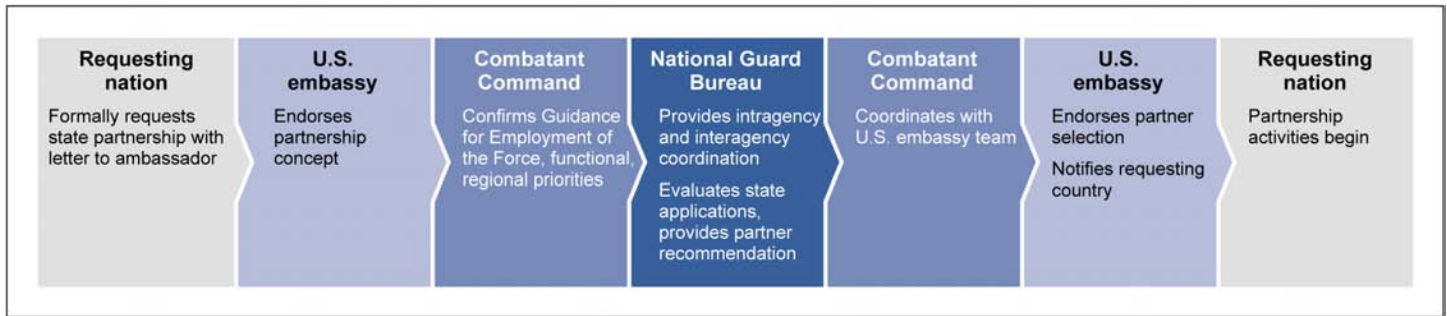 Requesting
nation
Formally requests
state partnership with
letter to ambassador
U.S.
embassy
Endorses
partnership
concept
Combatant
Command
Confirms Guidance
for Employment of
the Force, functional,
regional priorities
National Guard
Bureau
Provides intragency
and interagency
coordination
Evaluates state
applications,
provides partner
recommendation
Combatant
Command
Coordinates with
U.S. embassy team
U.S.
embassy
Endorses partner
selection
Notifies requesting
country
Requesting
nation
Partnership
activities begin